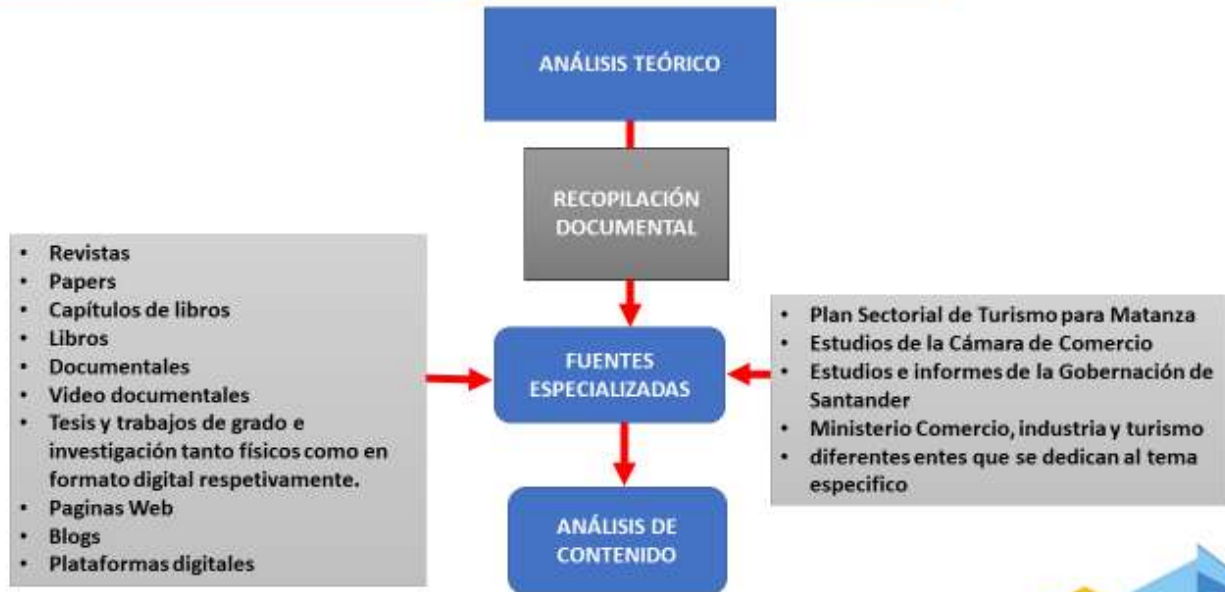 ANÁLISIS TEÓRICO
RECOPILACIÓN
DOCUMENTAL
• Revistas
• Papers
• Capítulos de libros
• Libros
• Documentales
• Video documentales
• Tesis y trabajos de grado e
investigación tanto físicos como en
formato digital respetivamente.
• Paginas Web
• Blogs
• Plataformas digitales
FUENTES
ESPECIALIZADAS
• Plan Sectorial de Turismo para Matanza
• Estudios de la Cámara de Comercio
• Estudios e informes de la Gobernación de
Santander
• Ministerio Comercio, industria y turismo
• diferentes entes que se dedican al tema
especifico
ANÁLISIS DE
CONTENIDO